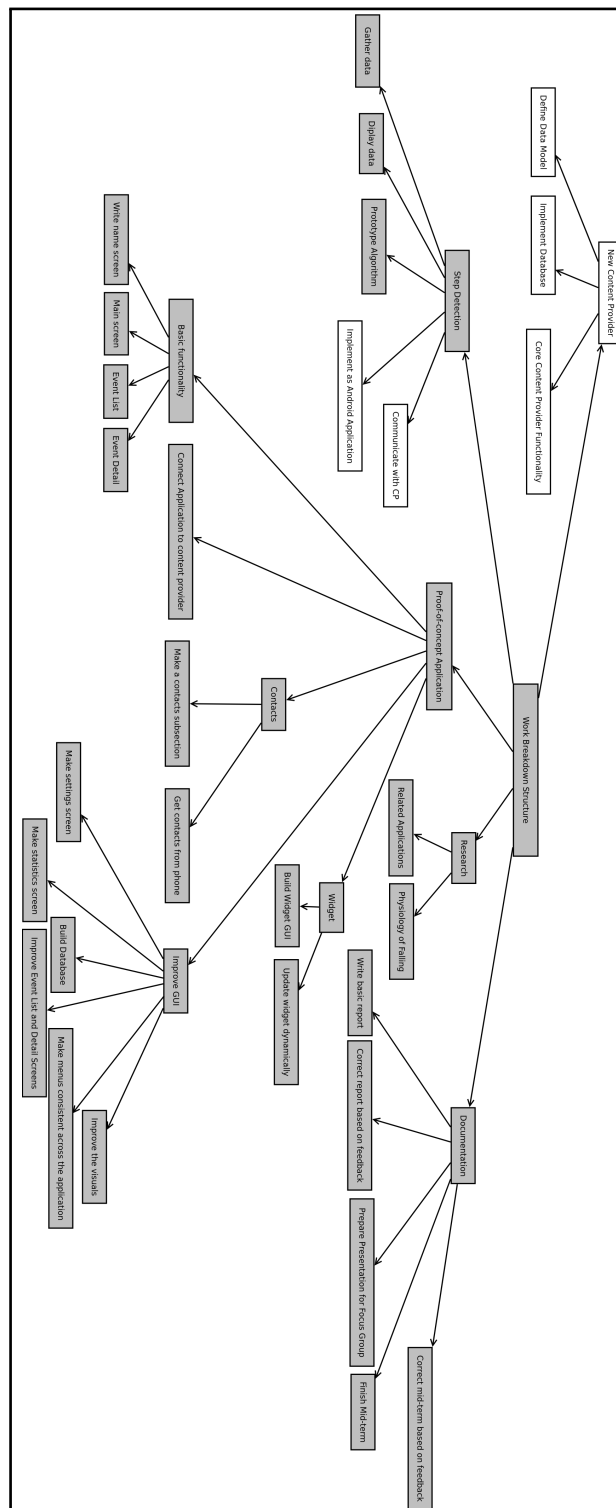 Work Breakdown Structure
New Content Provider
Define Data Model
Implement Database
Core Content Provider Functionality
Step Detection
Gather data
Diplay data
Prototype Algorithm
Implement as Android Application
Communicate with CP
Proof-of-concept Application
Basic functionality
Write name screen
Main screen
Event List
Event Detail
Connect Application to content provider
Contacts
Make a contacts subsection
Get contacts from phone
Widget
Build Widget GUI
Update widget dynamically
Improve GUI
Make settings screen
Make statistics screen
Build Database
Improve Event List and Detail Screens
Make menus consistent across the application
Improve the visuals
Research
Related Applications
Physiology of Falling
Documentation
Write basic report
Correct report based on feedback
Prepare Presentation for Focus Group
Finish Mid-term
Correct mid-term based on feedback